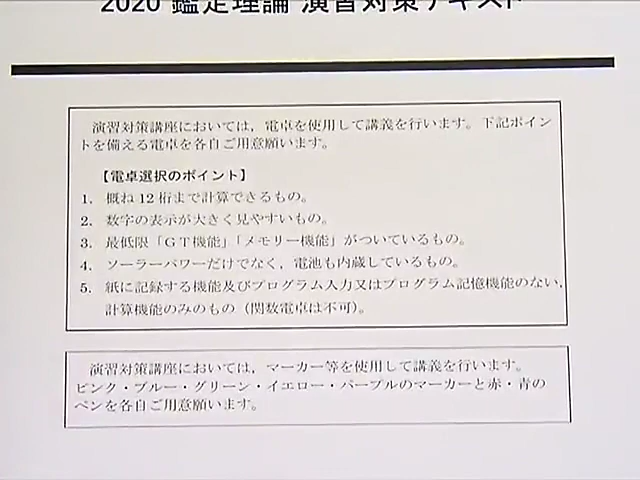 2020 鑑定理論 演習対策テキスト
演習対策講座においては，電卓を使用して講義を行います。下記ポイン
トを備える電卓を各自ご用意願います。
【電卓選択のポイント】
1．概ね12桁まで計算できるもの。
2．数字の表示が大きく見やすいもの。
3．最低限「ＧＴ機能」「メモリー機能」がついているもの。
4．ソーラーパワーだけでなく，電池も内蔵しているもの。
5．紙に記録する機能及びプログラム入力又はプログラム記憶機能のない，
計算機能のみのもの（関数電卓は不可）。
演習対策講座においては，マーカー等を使用して講義を行います。
ピンク・ブルー・グリーン・イエロー・パープルのマーカーと赤・青の
ペンを各自ご用意願います。